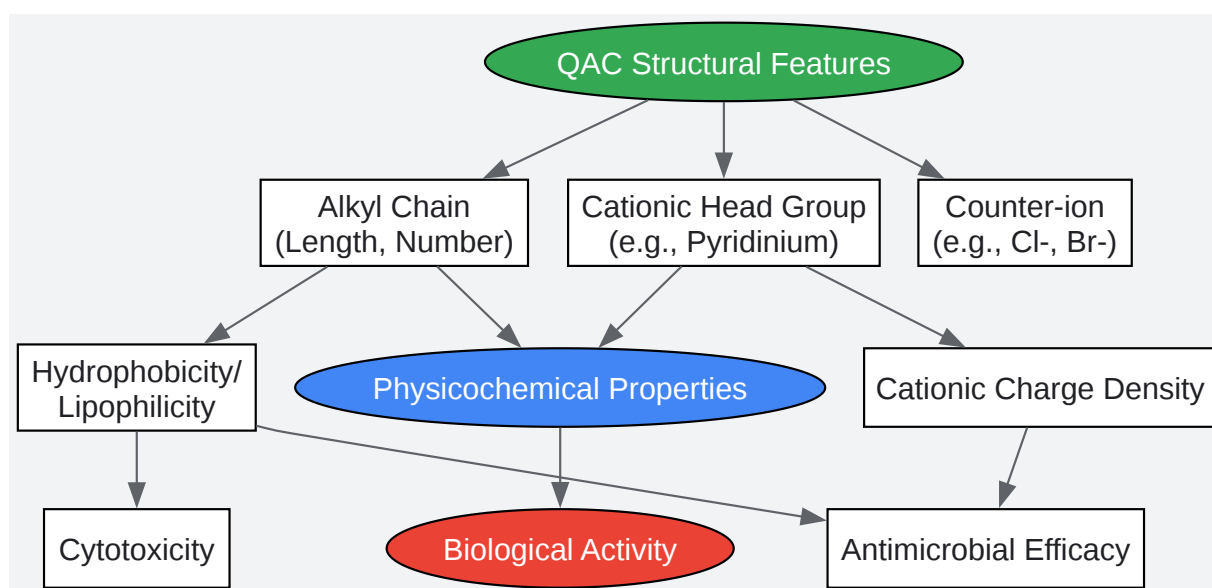 QAC Structural Features
Alkyl Chain
(Length, Number)
Cationic Head Group
(e.g., Pyridinium)
Counter-ion
(e.g., Cl-, Br-)
Hydrophobicity/
Lipophilicity
Physicochemical Properties
Cationic Charge Density
Cytotoxicity
Biological Activity
Antimicrobial Efficacy